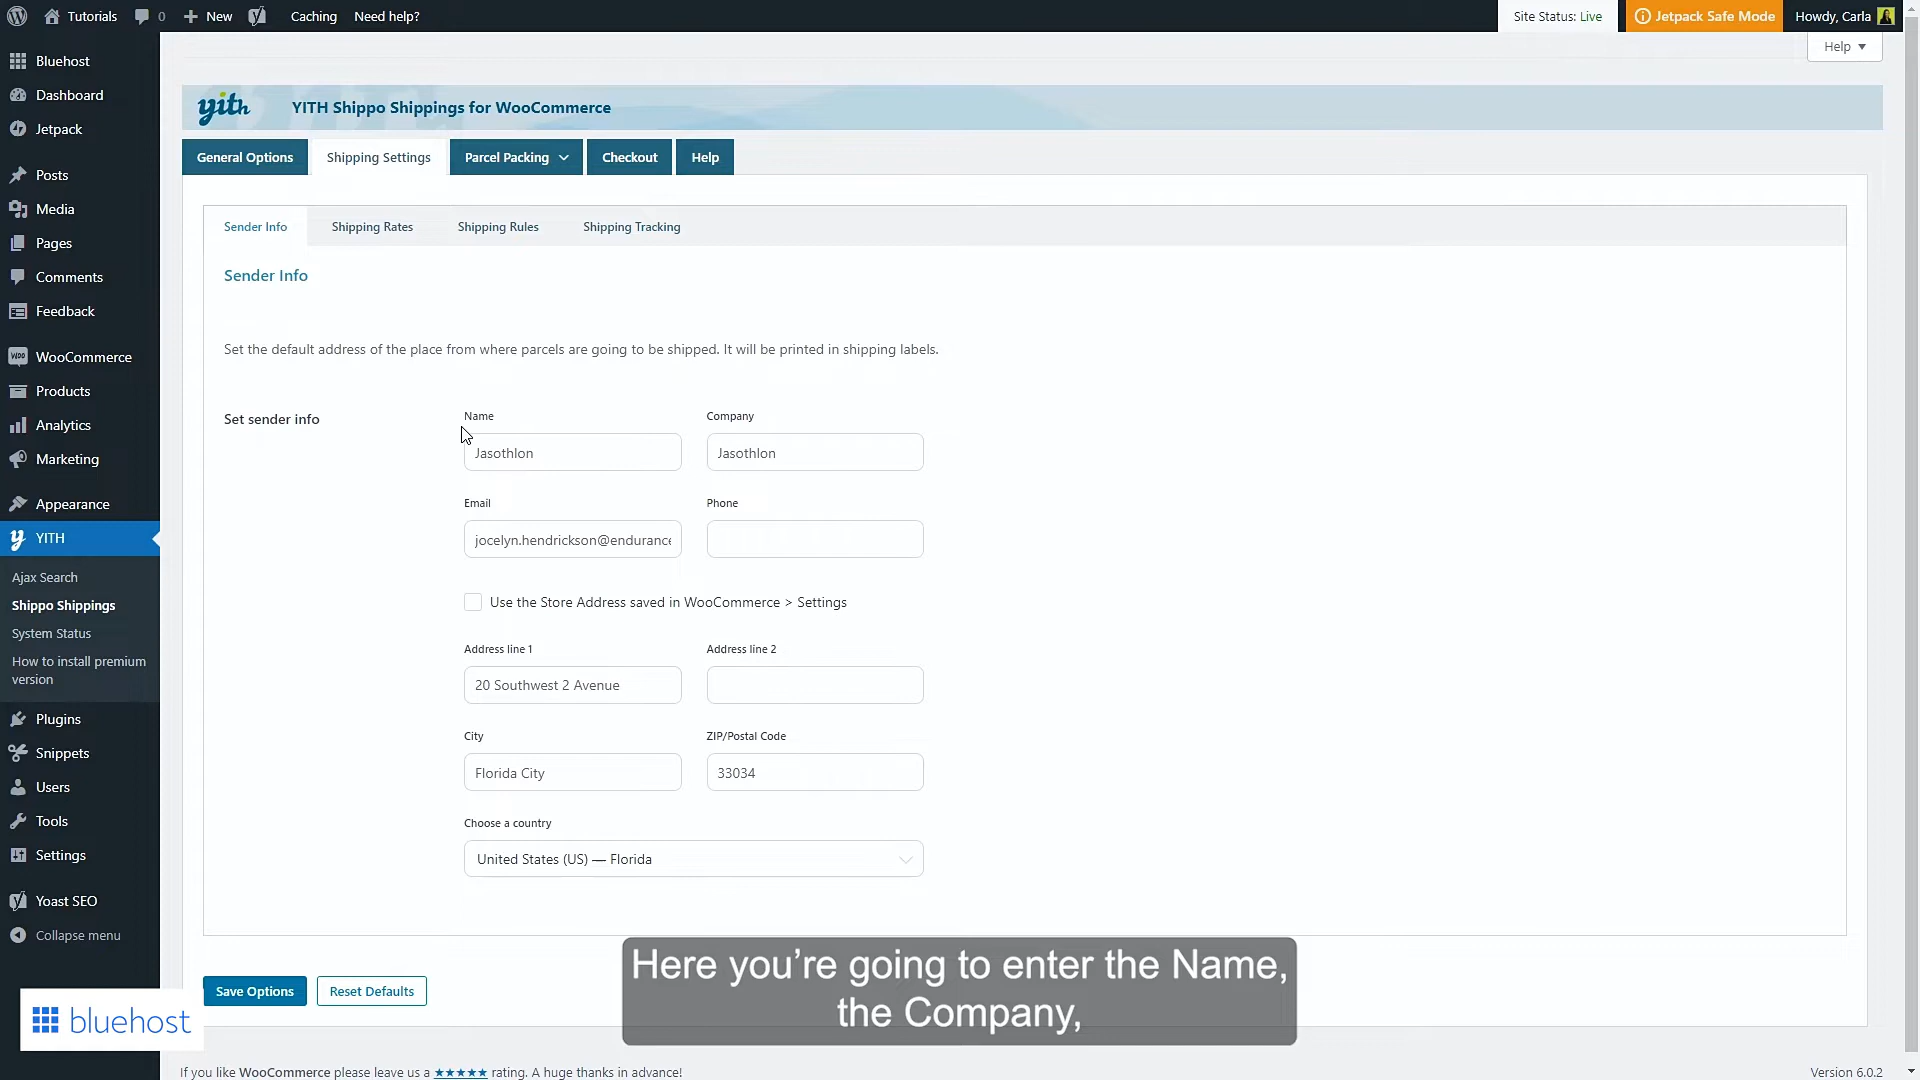 Tutorials
0
New
Caching
Need help?
Site Status: Live
Jetpack Safe Mode
Howdy, Carla
Help
Bluehost
Dashboard
Jetpack
Posts
Media
Pages
Comments
Feedback
WooCommerce
Products
Analytics
Marketing
Appearance
YITH
Ajax Search
Shippo Shippings
System Status
How to install premium
version
Plugins
Snippets
Users
Tools
Settings
Yoast SEO
Collapse menu
yith
YITH Shippo Shippings for WooCommerce
General Options
Shipping Settings
Parcel Packing
Checkout
Help
Sender Info
Shipping Rates
Shipping Rules
Shipping Tracking
Sender Info
Set the default address of the place from where parcels are going to be shipped. It will be printed in shipping labels.
Set sender info
Name
Company
Jasothlon
Jasothlon
Email
Phone
jocelyn.hendrickson@endurance
Use the Store Address saved in WooCommerce > Settings
Address line 1
Address line 2
20 Southwest 2 Avenue
City
ZIP/Postal Code
Florida City
33034
Choose a country
United States (US) — Florida
Save Options
Reset Defaults
bluehost
Here you're going to enter the Name,
the Company,
If you like WooCommerce please leave us a ★★★★★ rating. A huge thanks in advance!
Version 6.0.2